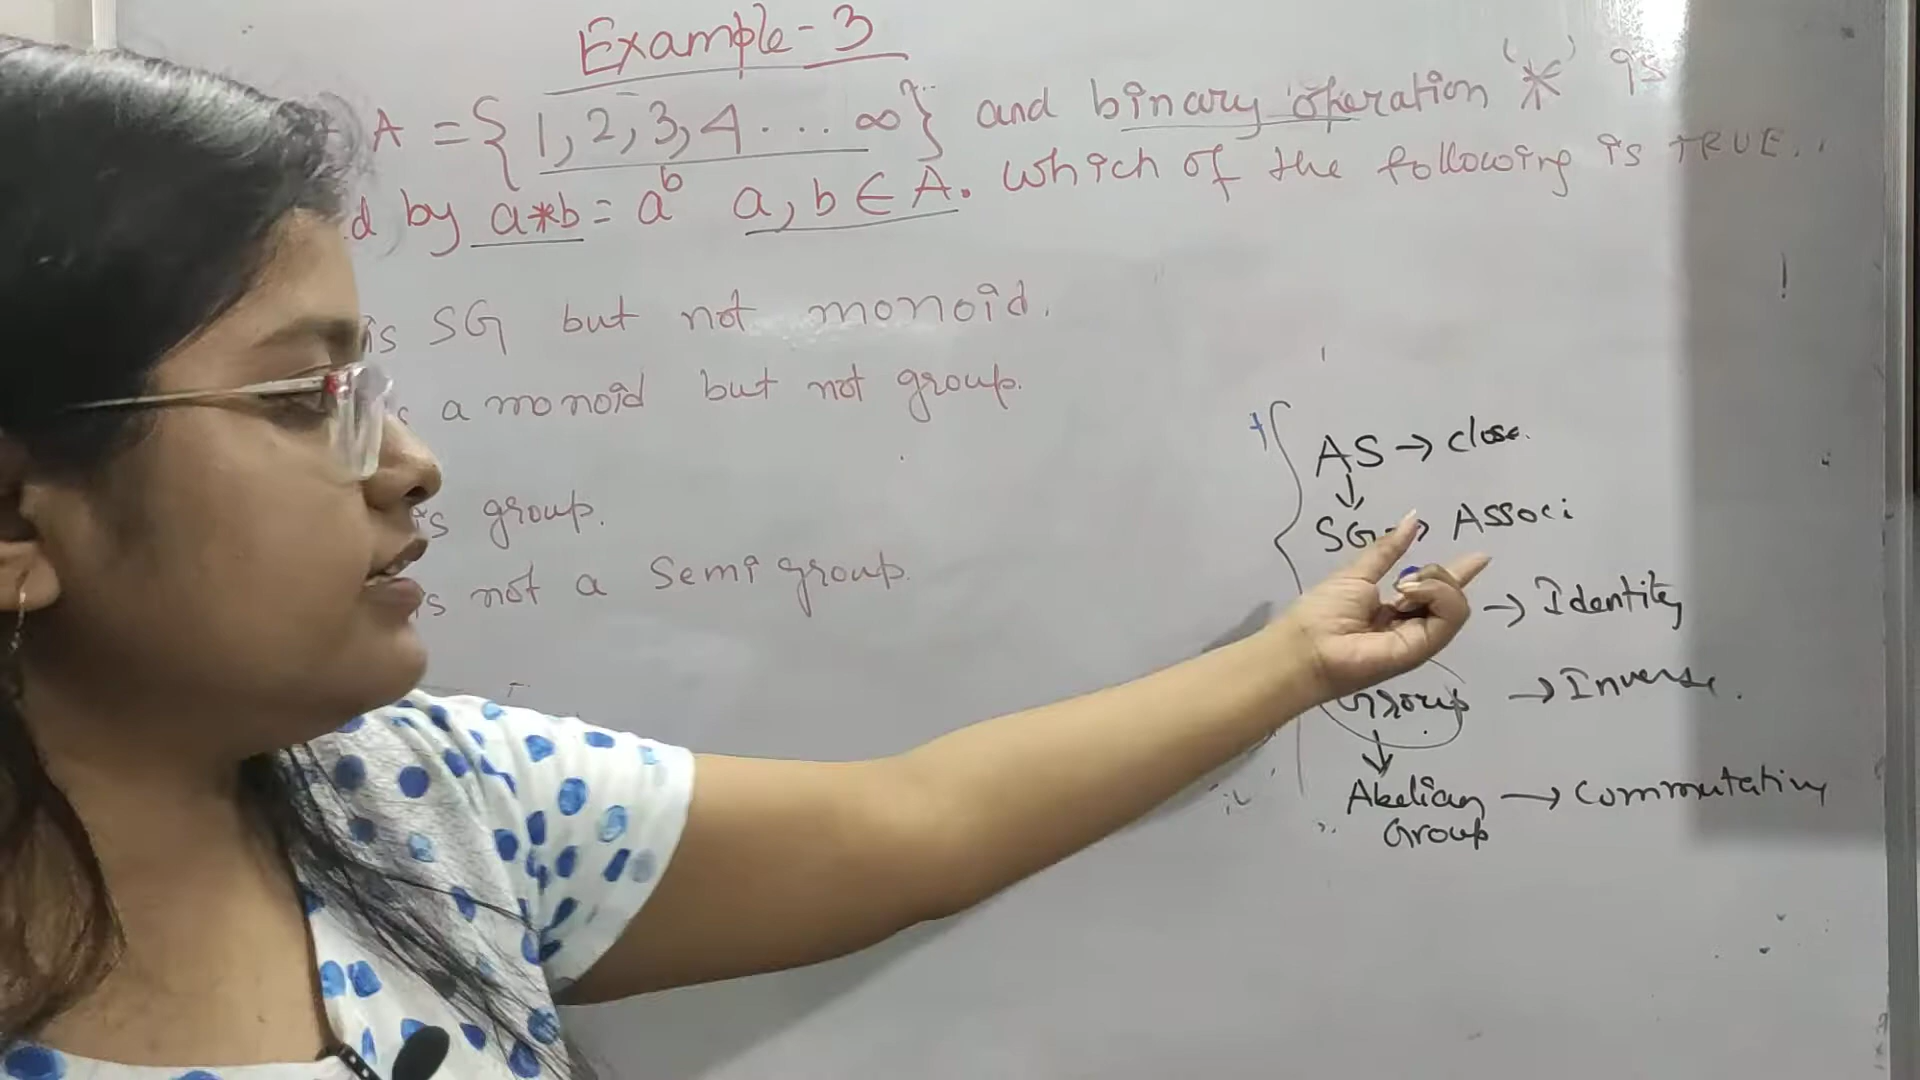 Example-3
A = {1, 2, 3, 4 . . . . ∞} and binary operation '*' is
d by a*b = a^b a, b ∈ A. Which of the following is TRUE..
is SG but not monoid.
a monoid but not group.
is group.
s not a Semi group.
AS → close.
↓
SG → Associ
→ Identity
Group → Inverse.
↓
Abelian → Commutative
Group